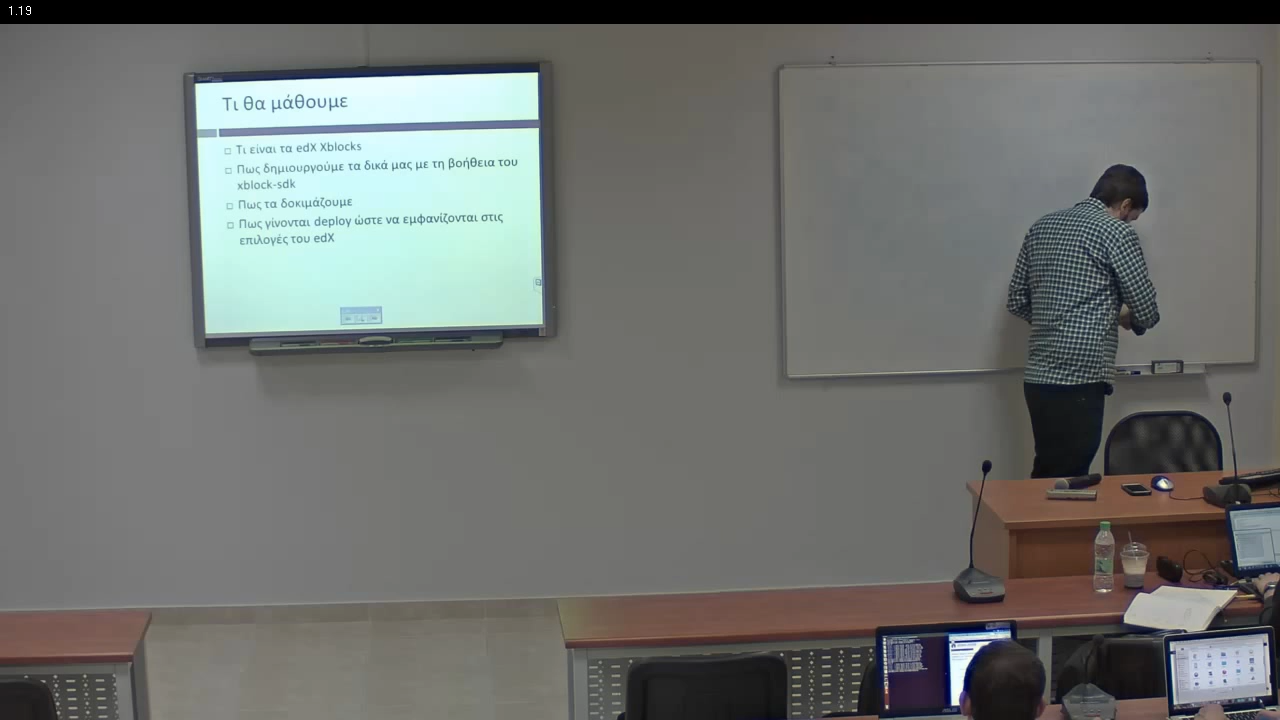 1.19
Τι θα μάθουμε
Τι είναι τα edX Xblocks
Πως δημιουργούμε τα δικά μας με τη βοήθεια του
xblock-sdk
Πως τα δοκιμάζουμε
Πως γίνονται deploy ώστε να εμφανίζονται στις
επιλογές του edX